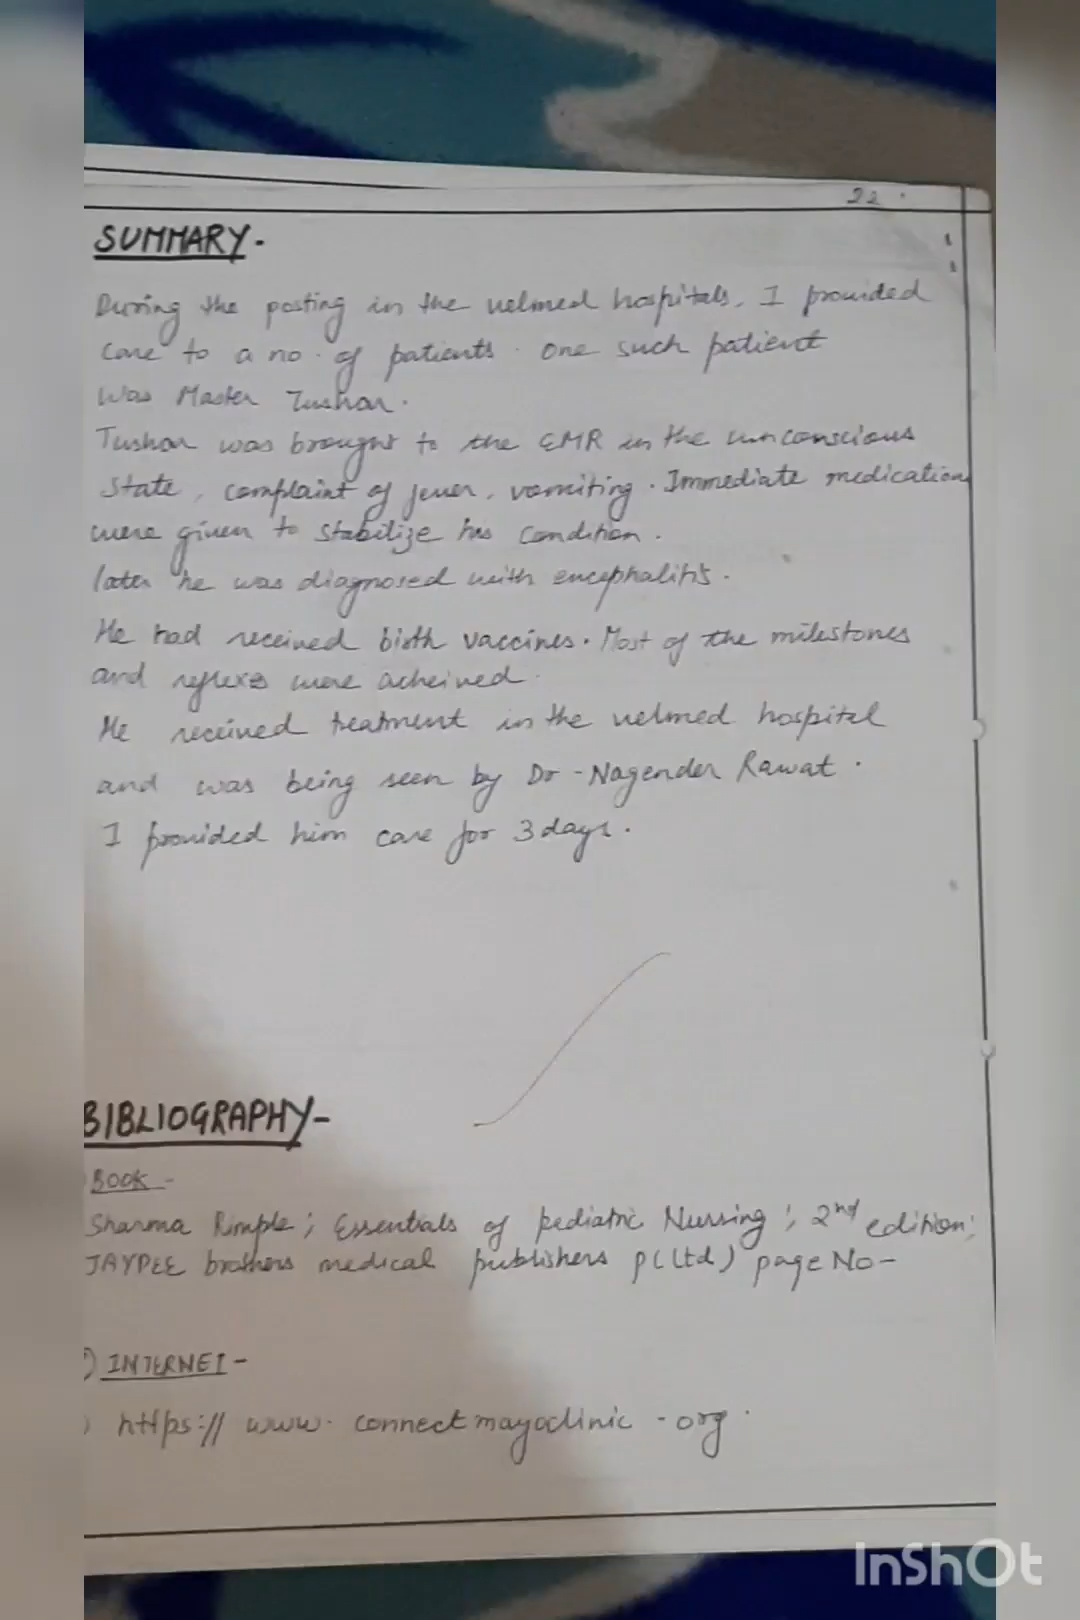 22
SUMMARY-
During the posting in the velmed hospitals, I provided
care to a no. of patients. One such patient
was Master Tushar.
Tushar was brought to the EMR in the unconscious
state, complaint of fever, vomiting. Immediate medications
were given to stabilize his condition.
later he was diagnosed with encephalitis.
He had received birth vaccines. Most of the milestones
and reflexes were acheived.
He received treatment in the velmed hospital
and was being seen by Dr-Nagender Rawat.
I provided him care for 3 days.
BIBLIOGRAPHY-
BOOK-
Sharma Rimple; Essentials of pediatric Nursing; 2nd edition;
JAYPEE brothers medical publishers p(Ltd) page No-
INTERNET-
https://www.connectmayoclinic.org.
InShOt